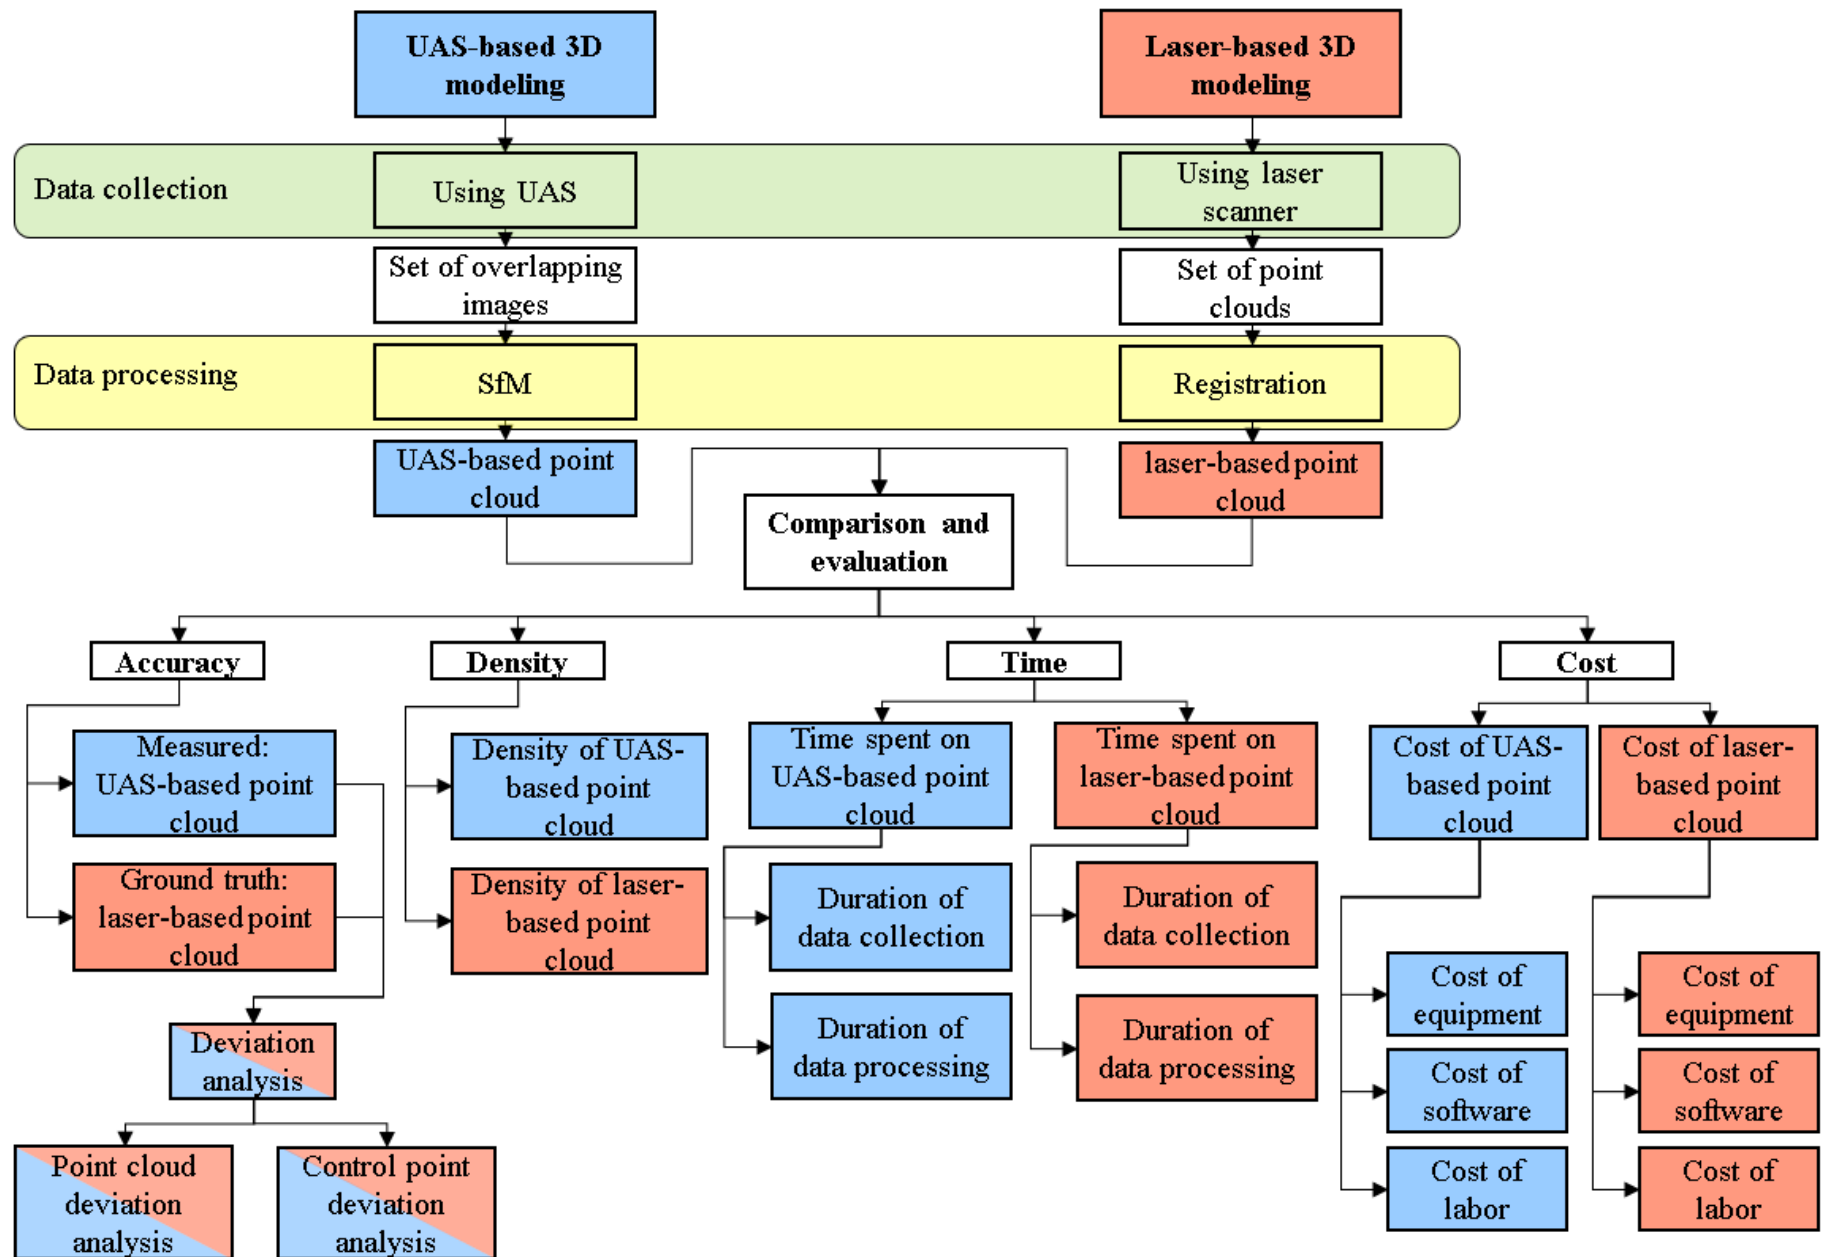 UAS-based 3D
modeling
Laser-based 3D
modeling
Data collection
Using UAS
Using laser
scanner
Set of overlapping
images
Set of point
clouds
Data processing
SfM
Registration
UAS-based point
cloud
laser-based point
cloud
Comparison and
evaluation
Accuracy
Density
Time
Cost
Measured:
UAS-based point
cloud
Ground truth:
laser-based point
cloud
Deviation
analysis
Point cloud
deviation
analysis
Control point
deviation
analysis
Density of UAS-
based point
cloud
Density of laser-
based point
cloud
Time spent on
UAS-based point
cloud
Duration of
data collection
Duration of
data processing
Time spent on
laser-based point
cloud
Duration of
data collection
Duration of
data processing
Cost of UAS-
based point
cloud
Cost of
equipment
Cost of
software
Cost of
labor
Cost of laser-
based point
cloud
Cost of
equipment
Cost of
software
Cost of
labor